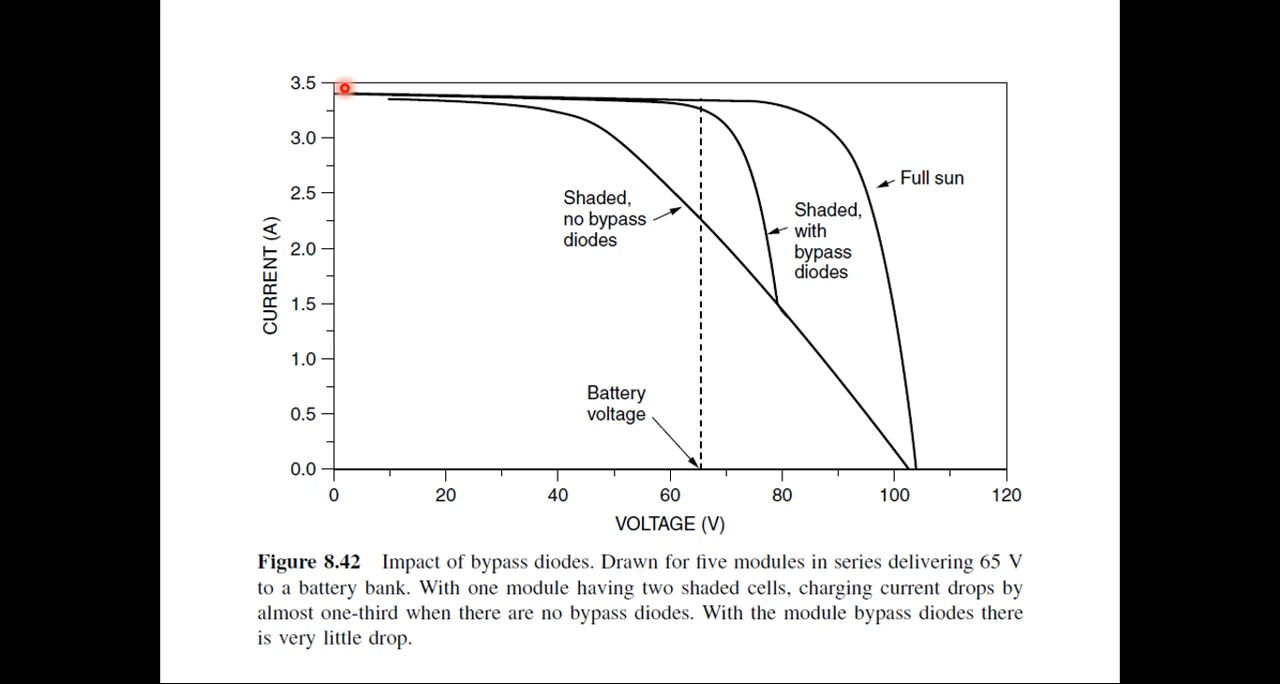 3.5
3.0
2.5
2.0
1.5
1.0
0.5
0.0
CURRENT (A)
Full sun
Shaded,
no bypass
diodes
Shaded,
with
bypass
diodes
Battery
voltage
0 20 40 60 80 100 120
VOLTAGE (V)
Figure 8.42 Impact of bypass diodes. Drawn for five modules in series delivering 65 V
to a battery bank. With one module having two shaded cells, charging current drops by
almost one-third when there are no bypass diodes. With the module bypass diodes there
is very little drop.